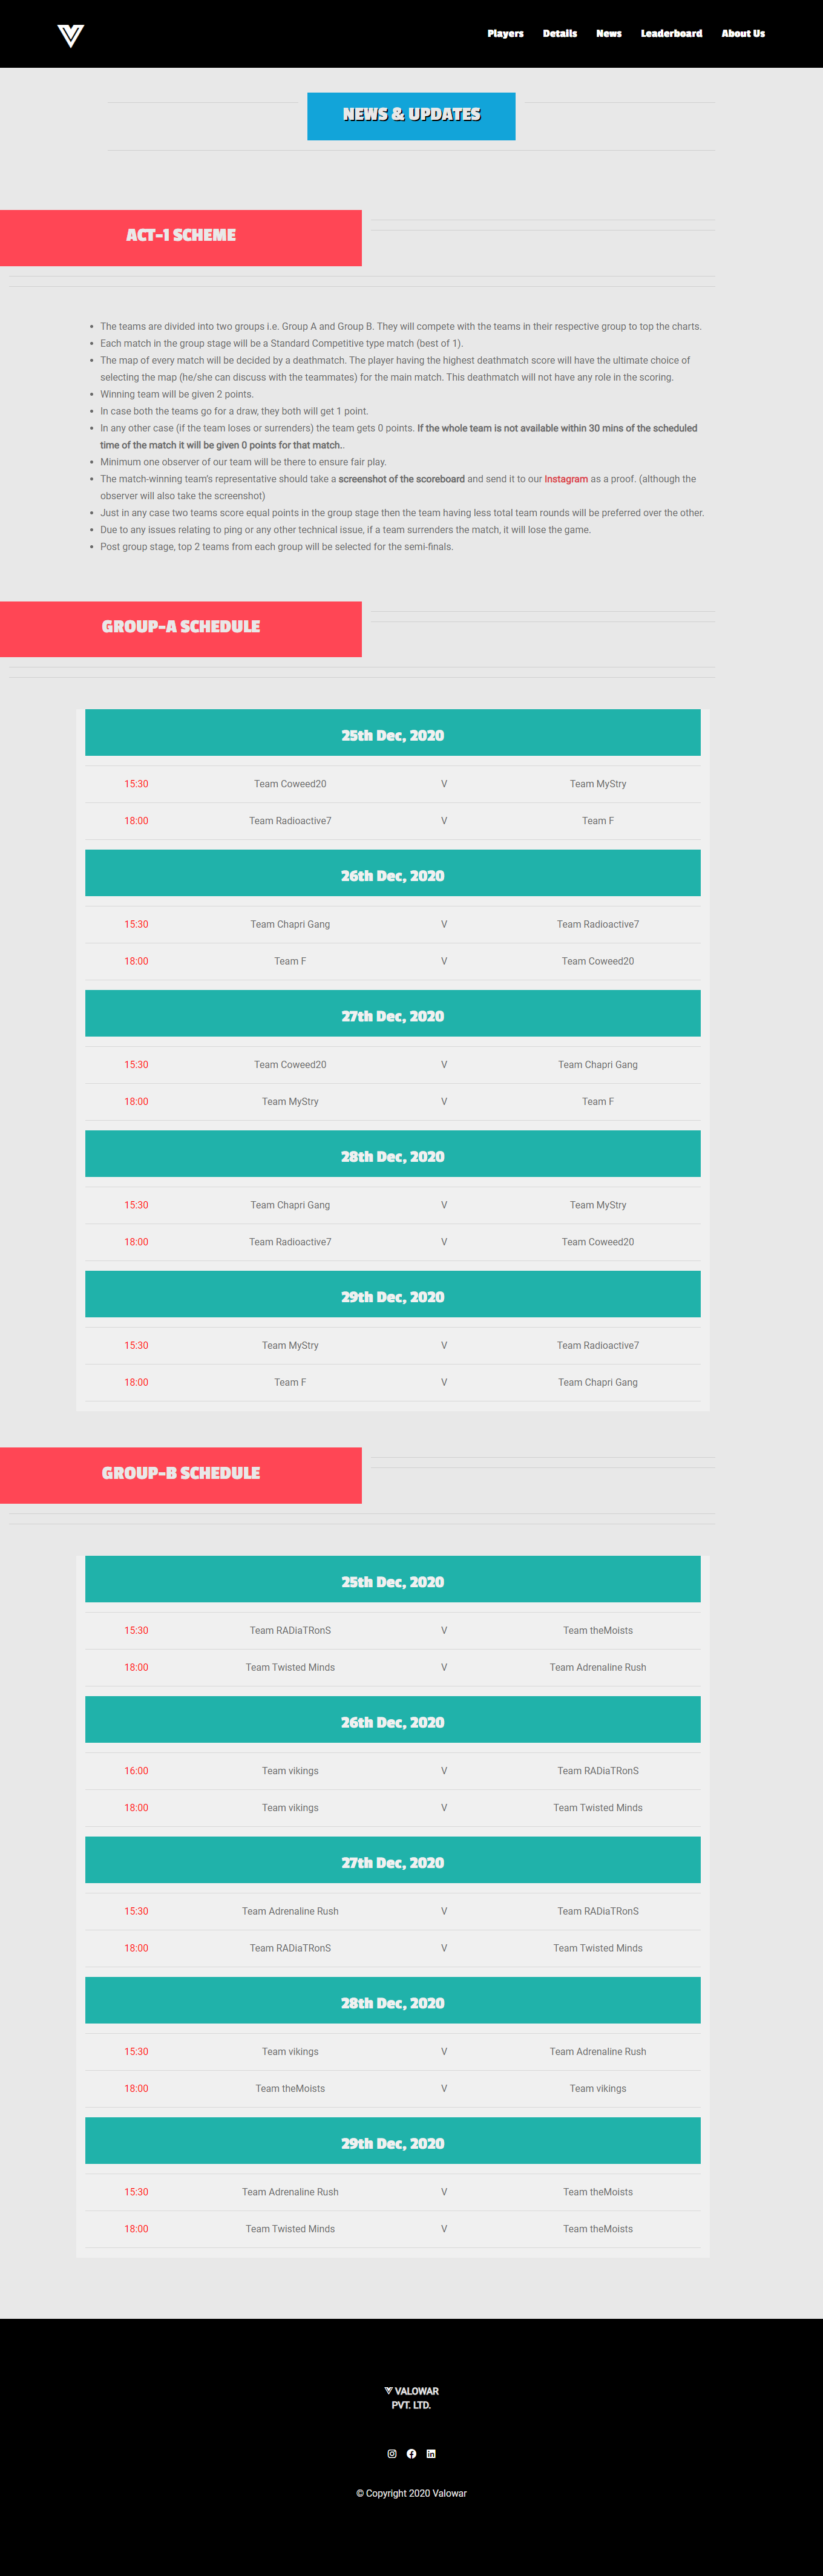 Players Details News Leaderboard About Us
NEWS & UPDATES
ACT-1 SCHEME
• The teams are divided into two groups i.e. Group A and Group B. They will compete with the teams in their respective group to top the charts.
• Each match in the group stage will be a Standard Competitive type match (best of 1).
• The map of every match will be decided by a deathmatch. The player having the highest deathmatch score will have the ultimate choice of
selecting the map (he/she can discuss with the teammates) for the main match. This deathmatch will not have any role in the scoring.
• Winning team will be given 2 points.
• In case both the teams go for a draw, they both will get 1 point.
• In any other case (if the team loses or surrenders) the team gets 0 points. If the whole team is not available within 30 mins of the scheduled
time of the match it will be given 0 points for that match..
• Minimum one observer of our team will be there to ensure fair play.
• The match-winning team's representative should take a screenshot of the scoreboard and send it to our Instagram as a proof. (although the
observer will also take the screenshot)
• Just in any case two teams score equal points in the group stage then the team having less total team rounds will be preferred over the other.
• Due to any issues relating to ping or any other technical issue, if a team surrenders the match, it will lose the game.
• Post group stage, top 2 teams from each group will be selected for the semi-finals.
GROUP-A SCHEDULE
25th Dec, 2020
15:30 Team Coweed20 V Team MyStry
18:00 Team Radioactive7 V Team F
26th Dec, 2020
15:30 Team Chapri Gang V Team Radioactive7
18:00 Team F V Team Coweed20
27th Dec, 2020
15:30 Team Coweed20 V Team Chapri Gang
18:00 Team MyStry V Team F
28th Dec, 2020
15:30 Team Chapri Gang V Team MyStry
18:00 Team Radioactive7 V Team Coweed20
29th Dec, 2020
15:30 Team MyStry V Team Radioactive7
18:00 Team F V Team Chapri Gang
GROUP-B SCHEDULE
25th Dec, 2020
15:30 Team RADiaTRonS V Team theMoists
18:00 Team Twisted Minds V Team Adrenaline Rush
26th Dec, 2020
16:00 Team vikings V Team RADiaTRonS
18:00 Team vikings V Team Twisted Minds
27th Dec, 2020
15:30 Team Adrenaline Rush V Team RADiaTRonS
18:00 Team RADiaTRonS V Team Twisted Minds
28th Dec, 2020
15:30 Team vikings V Team Adrenaline Rush
18:00 Team theMoists V Team vikings
29th Dec, 2020
15:30 Team Adrenaline Rush V Team theMoists
18:00 Team Twisted Minds V Team theMoists
VALOWAR
PVT. LTD.
© Copyright 2020 Valowar